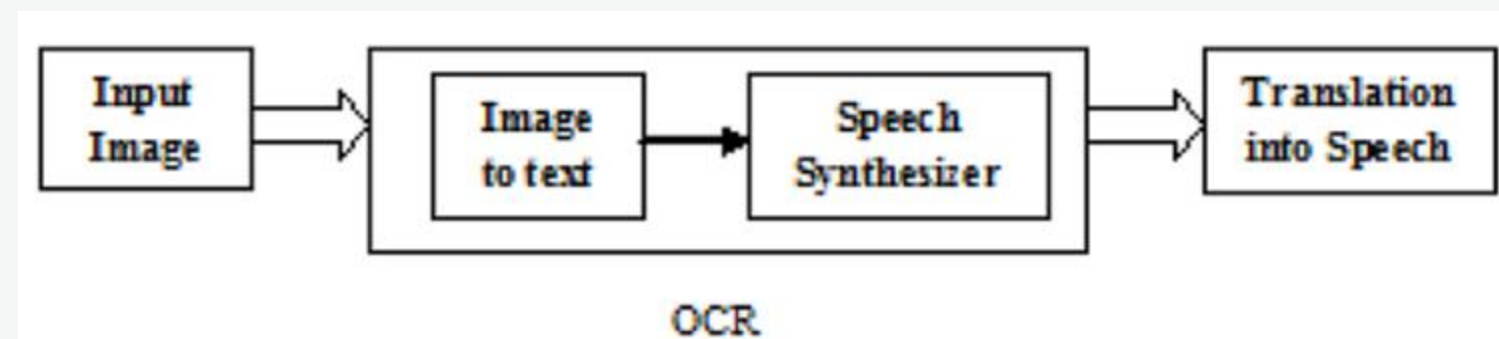 Input
Image
Image
to text
Speech
Synthesizer
Translation
into Speech
OCR